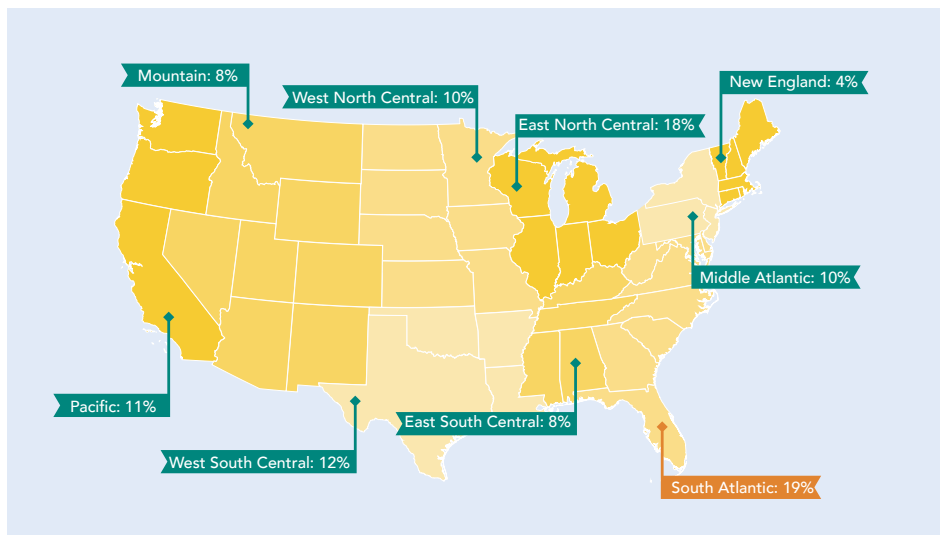 Mountain: 8%
New England: 4%
West North Central: 10%
East North Central: 18%
Middle Atlantic: 10%
Pacific: 11%
East South Central: 8%
West South Central: 12%
South Atlantic: 19%